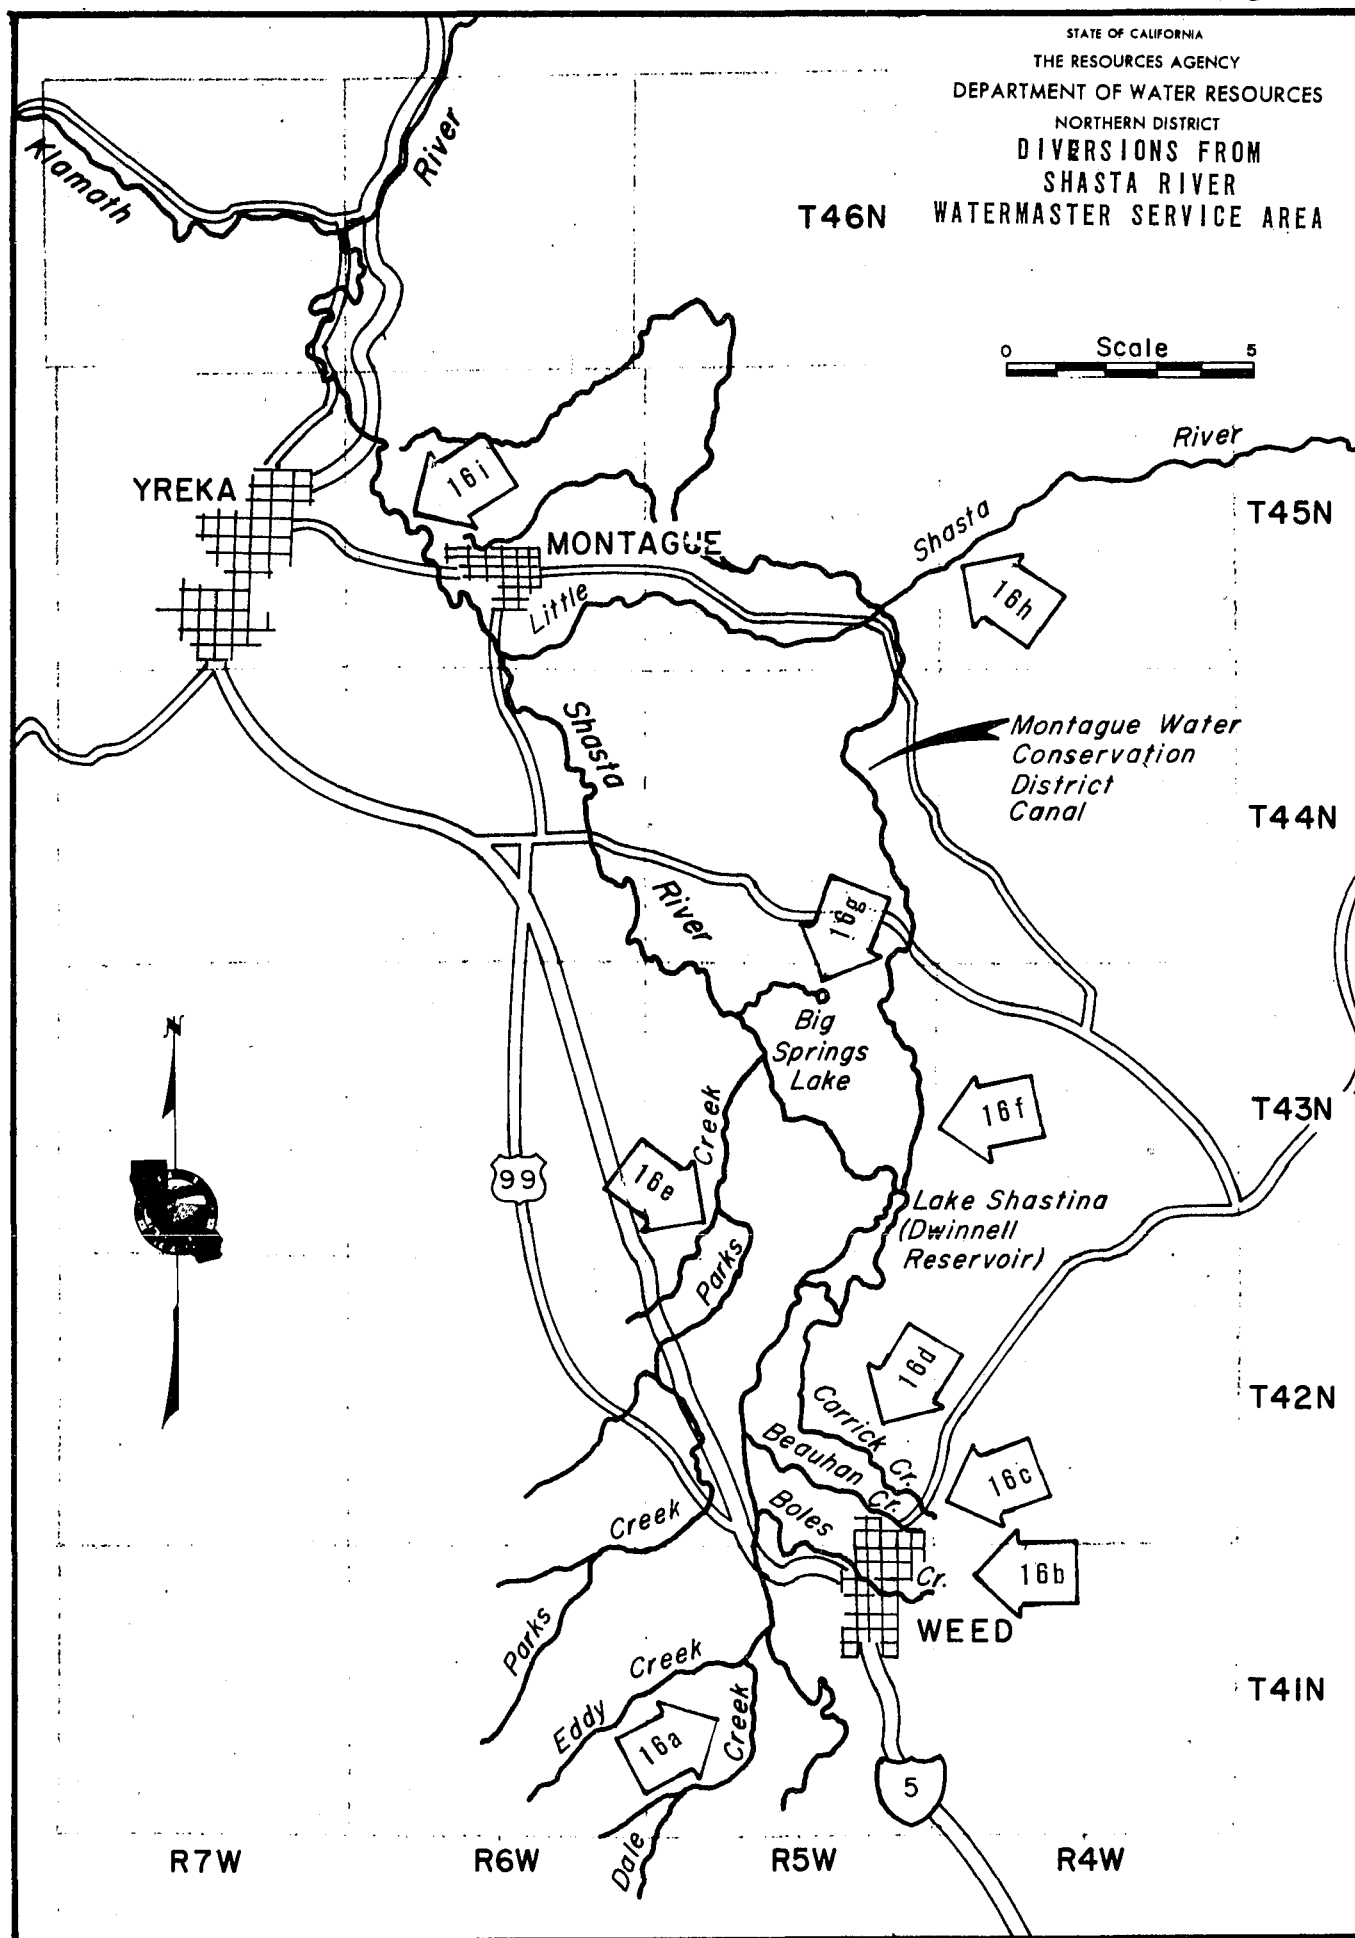 STATE OF CALIFORNIA
THE RESOURCES AGENCY
DEPARTMENT OF WATER RESOURCES
NORTHERN DISTRICT
DIVERSIONS FROM
SHASTA RIVER
WATERMASTER SERVICE AREA
Klamath
River
T46N
0 Scale 5
River
Shasta
YREKA
16i
T45N
MONTAGUE
16h
Little
Shasta
Montague Water
Conservation
District
Canal
T44N
River
16g
N
Big
Springs
Lake
16f
T43N
Creek
99
16e
Lake Shastina
(Dwinnell
Reservoir)
Parks
16d
T42N
Carrick Cr.
Beauhan Cr.
16c
Boles
Cr.
Creek
16b
Parks
WEED
Creek
Eddy
T41N
16a
Creek
5
Dale
R7W
R6W
R5W
R4W